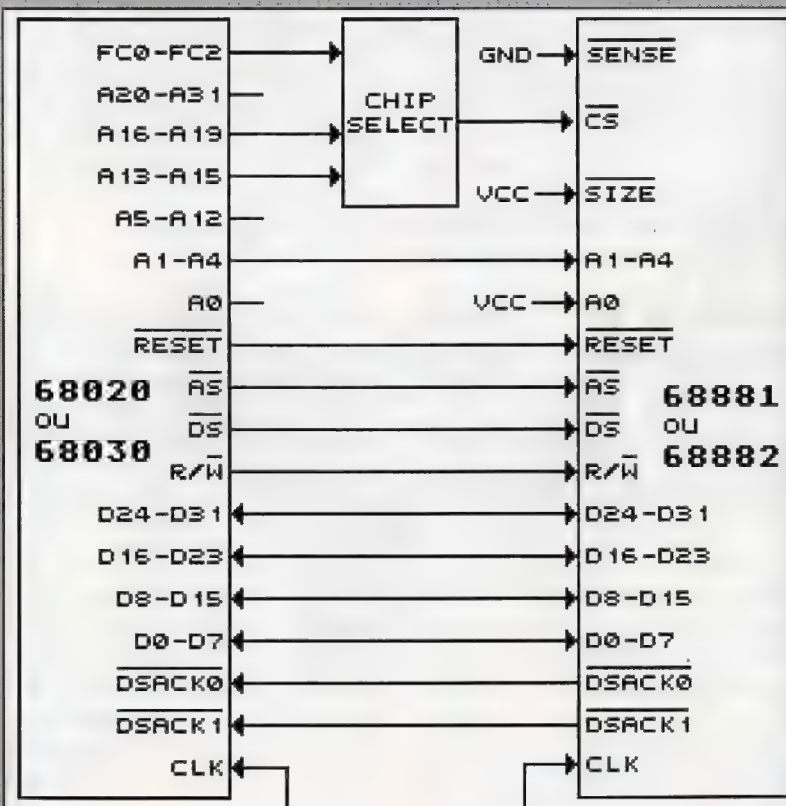 FC0-FC2
A20-A31
A16-A19
A13-A15
A5-A12
A1-A4
A0
RESET
AS
DS
R/W
D24-D31
D16-D23
D8-D15
D0-D7
DSACK0
DSACK1
CLK
68020
ou
68030
CHIP
SELECT
GND
VCC
VCC
SENSE
CS
SIZE
A1-A4
A0
RESET
AS
DS
R/W
D24-D31
D16-D23
D8-D15
D0-D7
DSACK0
DSACK1
CLK
68881
ou
68882